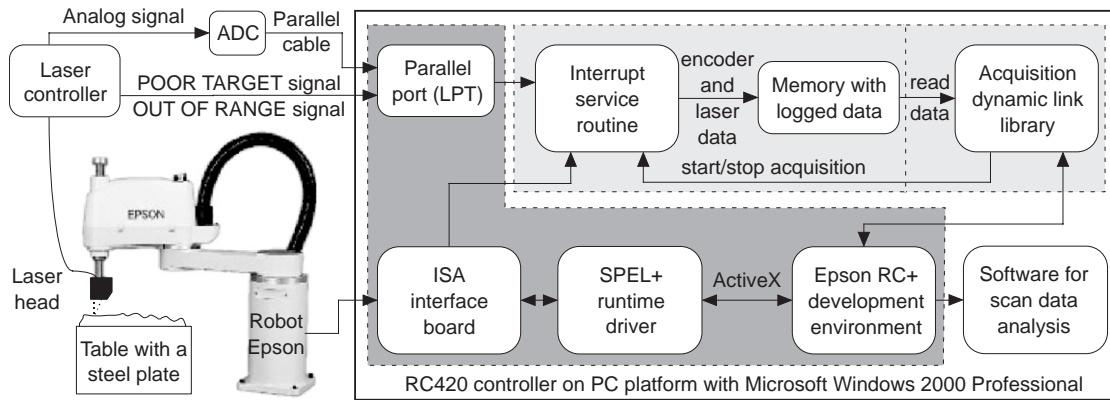 Analog signal
ADC
Parallel
cable
Laser
controller
POOR TARGET signal
OUT OF RANGE signal
Parallel
port (LPT)
Interrupt
service
routine
encoder
and
laser
data
Memory with
logged data
read
data
Acquisition
dynamic link
library
start/stop acquisition
EPSON
Laser
head
Table with a
steel plate
Robot
Epson
ISA
interface
board
SPEL+
runtime
driver
ActiveX
Epson RC+
development
environment
Software for
scan data
analysis
RC420 controller on PC platform with Microsoft Windows 2000 Professional